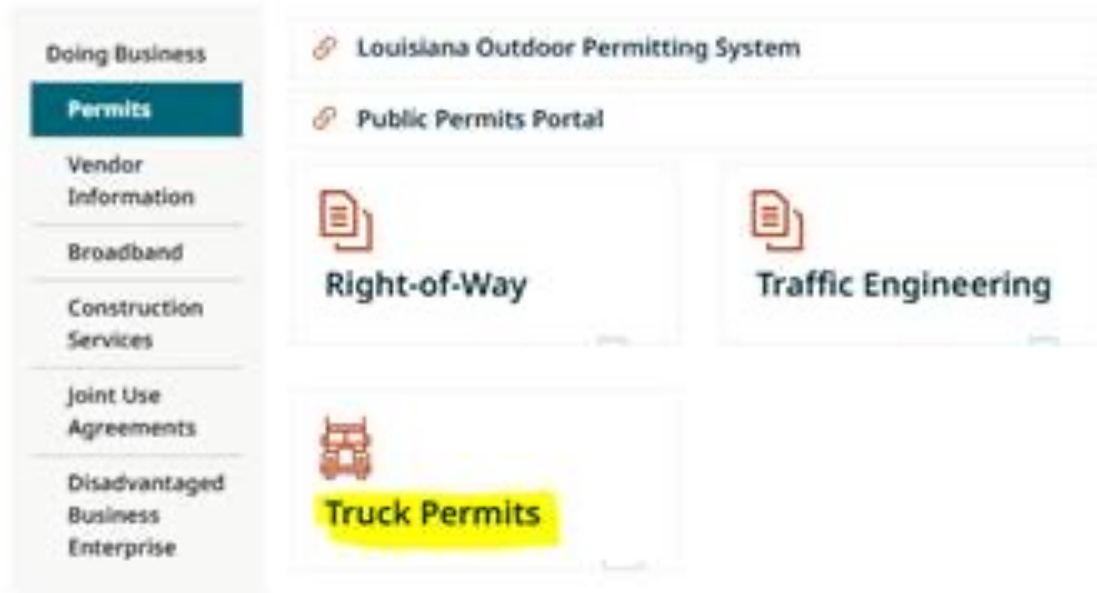 Doing Business
Permits
Vendor
Information
Broadband
Construction
Services
Joint Use
Agreements
Disadvantaged
Business
Enterprise
Louisiana Outdoor Permitting System
Public Permits Portal
Right-of-Way
Traffic Engineering
Truck Permits